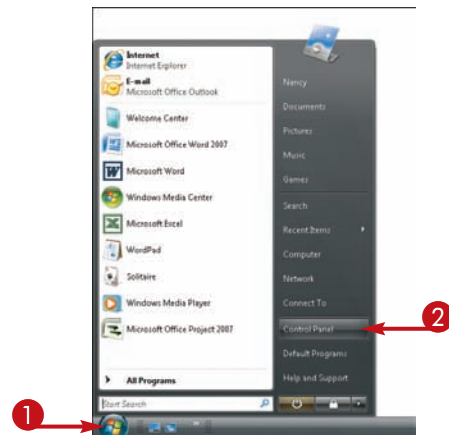 Internet
Internet Explorer
E-mail
Microsoft Office Outlook
Welcome Center
Microsoft Office Word 2007
Microsoft Word
Windows Media Center
Microsoft Excel
WordPad
Solitaire
Windows Media Player
Microsoft Office Project 2007
All Programs
Start Search
Nancy
Documents
Pictures
Music
Games
Search
Recent Items
Computer
Network
Connect To
Control Panel
Default Programs
Help and Support
1
2